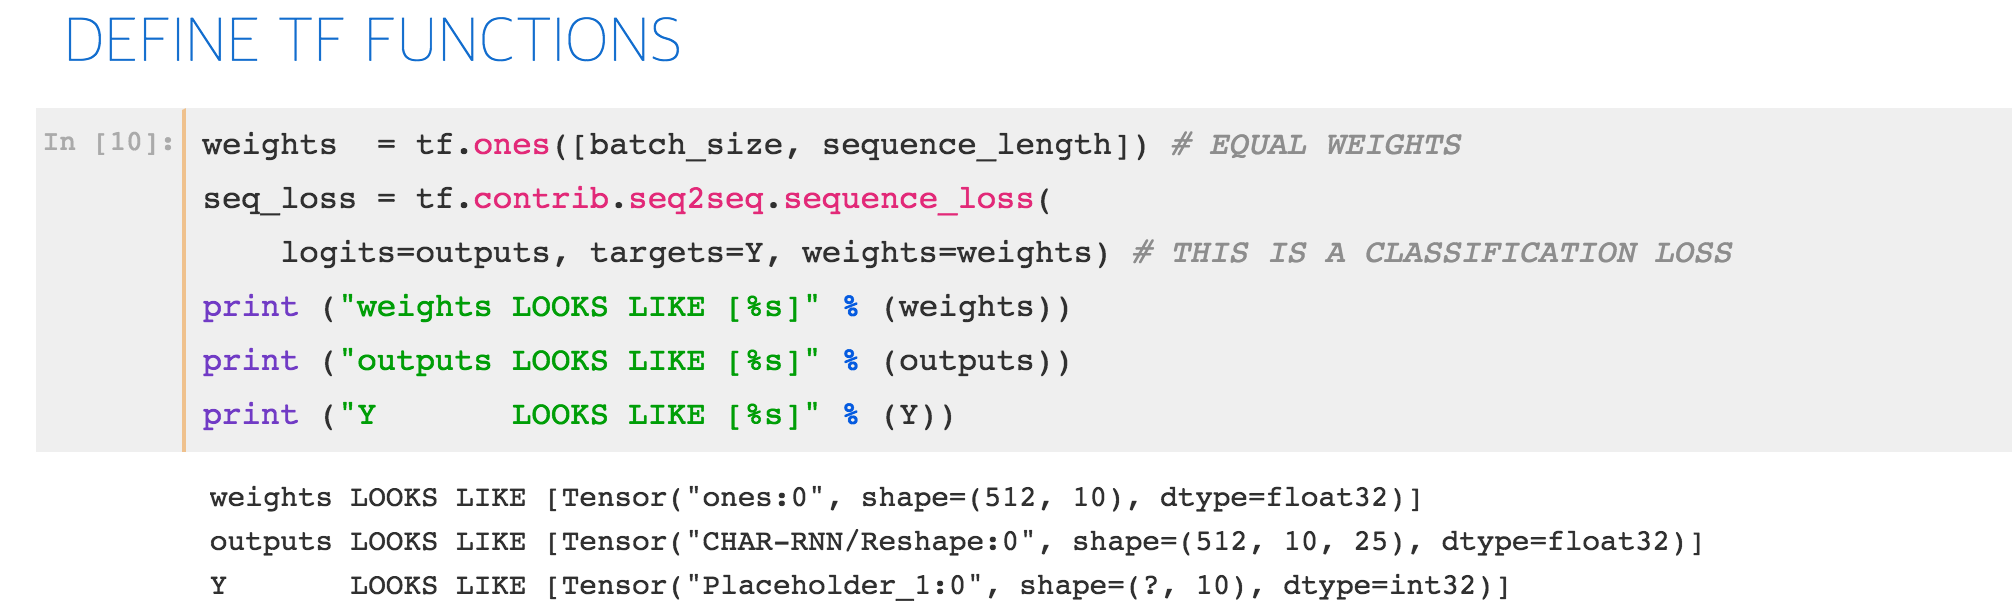 DEFINE TF FUNCTIONS
In [10]:
weights  = tf.ones([batch_size, sequence_length]) # EQUAL WEIGHTS
seq_loss = tf.contrib.seq2seq.sequence_loss(
    logits=outputs, targets=Y, weights=weights) # THIS IS A CLASSIFICATION LOSS
print ("weights LOOKS LIKE [%s]" % (weights))
print ("outputs LOOKS LIKE [%s]" % (outputs))
print ("Y       LOOKS LIKE [%s]" % (Y))
weights LOOKS LIKE [Tensor("ones:0", shape=(512, 10), dtype=float32)]
outputs LOOKS LIKE [Tensor("CHAR-RNN/Reshape:0", shape=(512, 10, 25), dtype=float32)]
Y       LOOKS LIKE [Tensor("Placeholder_1:0", shape=(?, 10), dtype=int32)]